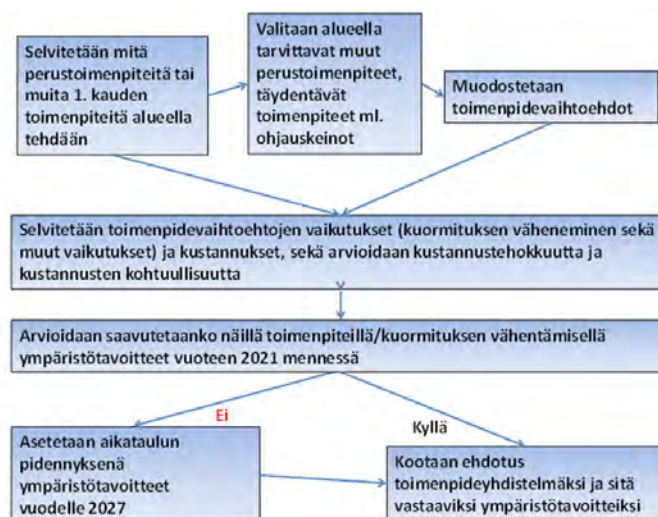 Selvitetään mitä
perustoimenpiteitä tai
muita 1. kauden
toimenpiteitä alueella
tehdään
Valitaan alueella
tarvittavat muut
perustoimenpiteet,
täydentävät
toimenpiteet ml.
ohjauskeinot
Muodostetaan
toimenpidevaihtoehdot
Selvitetään toimenpidevaihtoehtojen vaikutukset (kuormituksen väheneminen sekä
muut vaikutukset) ja kustannukset, sekä arvioidaan kustannustehokkuutta ja
kustannusten kohtuullisuutta
Arvioidaan saavutetaanko näillä toimenpiteillä/kuormituksen vähentämisellä
ympäristötavoitteet vuoteen 2021 mennessä
Ei
Kyllä
Asetetaan aikataulun
pidennyksenä
ympäristötavoitteet
vuodelle 2027
Kootaan ehdotus
toimenpideyhdistelmäksi ja sitä
vastaaviksi ympäristötavoitteiksi